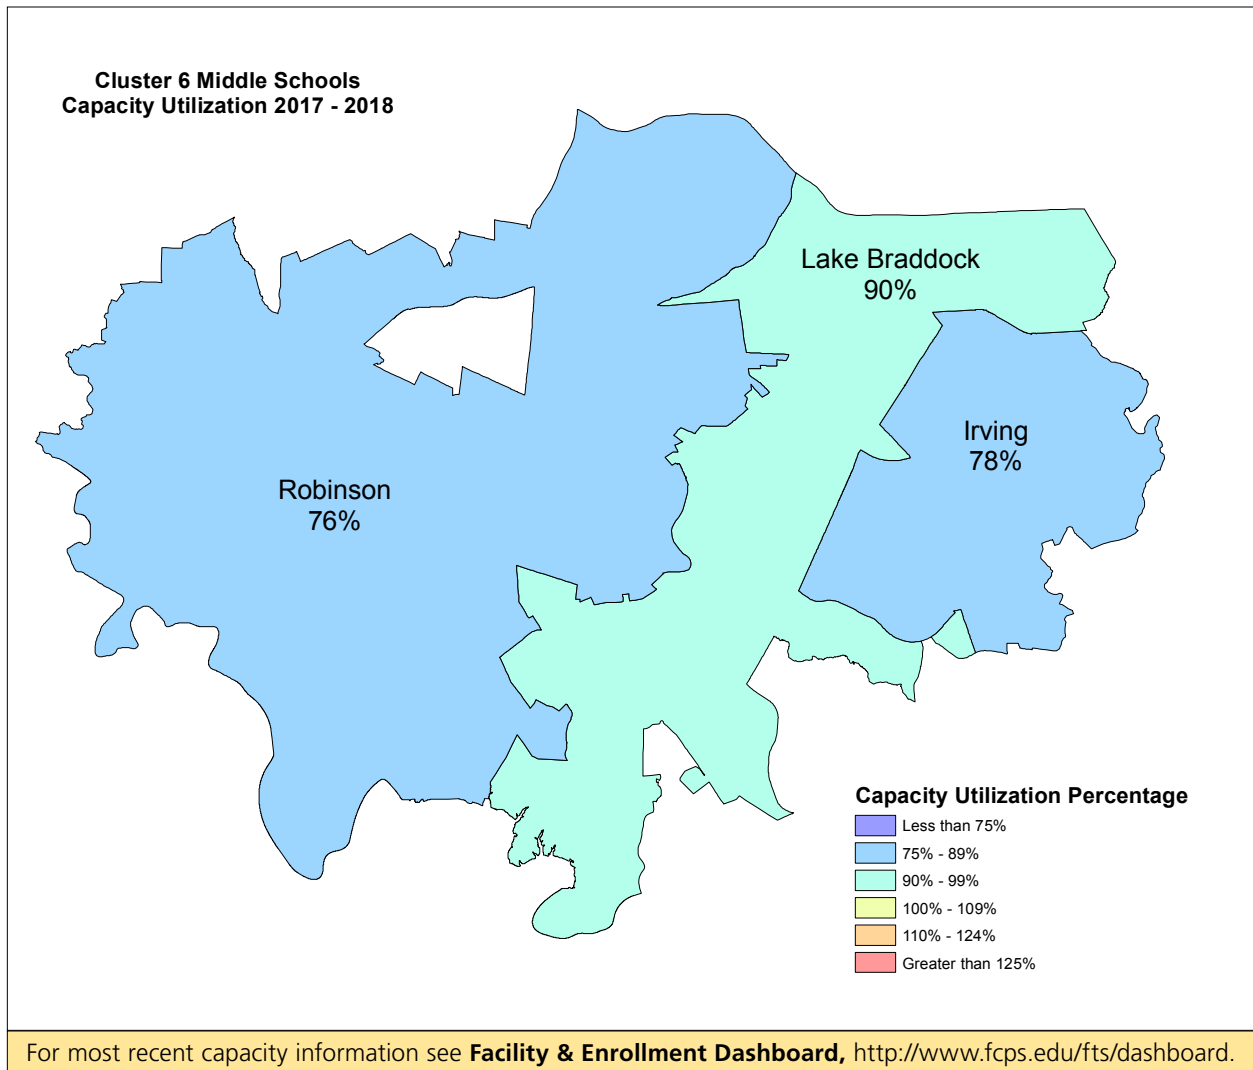 Cluster 6 Middle Schools
Capacity Utilization 2017 - 2018
Lake Braddock
90%
Irving
78%
Robinson
76%
Capacity Utilization Percentage
Less than 75%
75% - 89%
90% - 99%
100% - 109%
110% - 124%
Greater than 125%
For most recent capacity information see Facility & Enrollment Dashboard, http://www.fcps.edu/fts/dashboard.